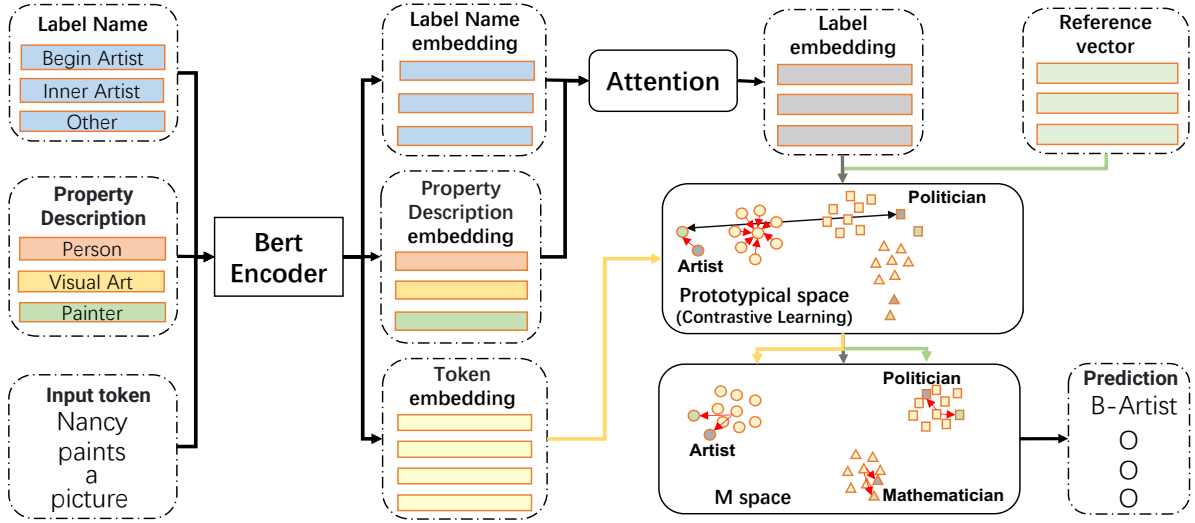 Label Name
Begin Artist
Inner Artist
Other
Property
Description
Person
Visual Art
Painter
Input token
Nancy
paints
a
picture
Bert
Encoder
Label Name
embedding
Property
Description
embedding
Token
embedding
Attention
Label
embedding
Reference
vector
Politician
Artist
Prototypical space
(Contrastive Learning)
Politician
Artist
Mathematician
M space
Prediction
B-Artist
O
O
O